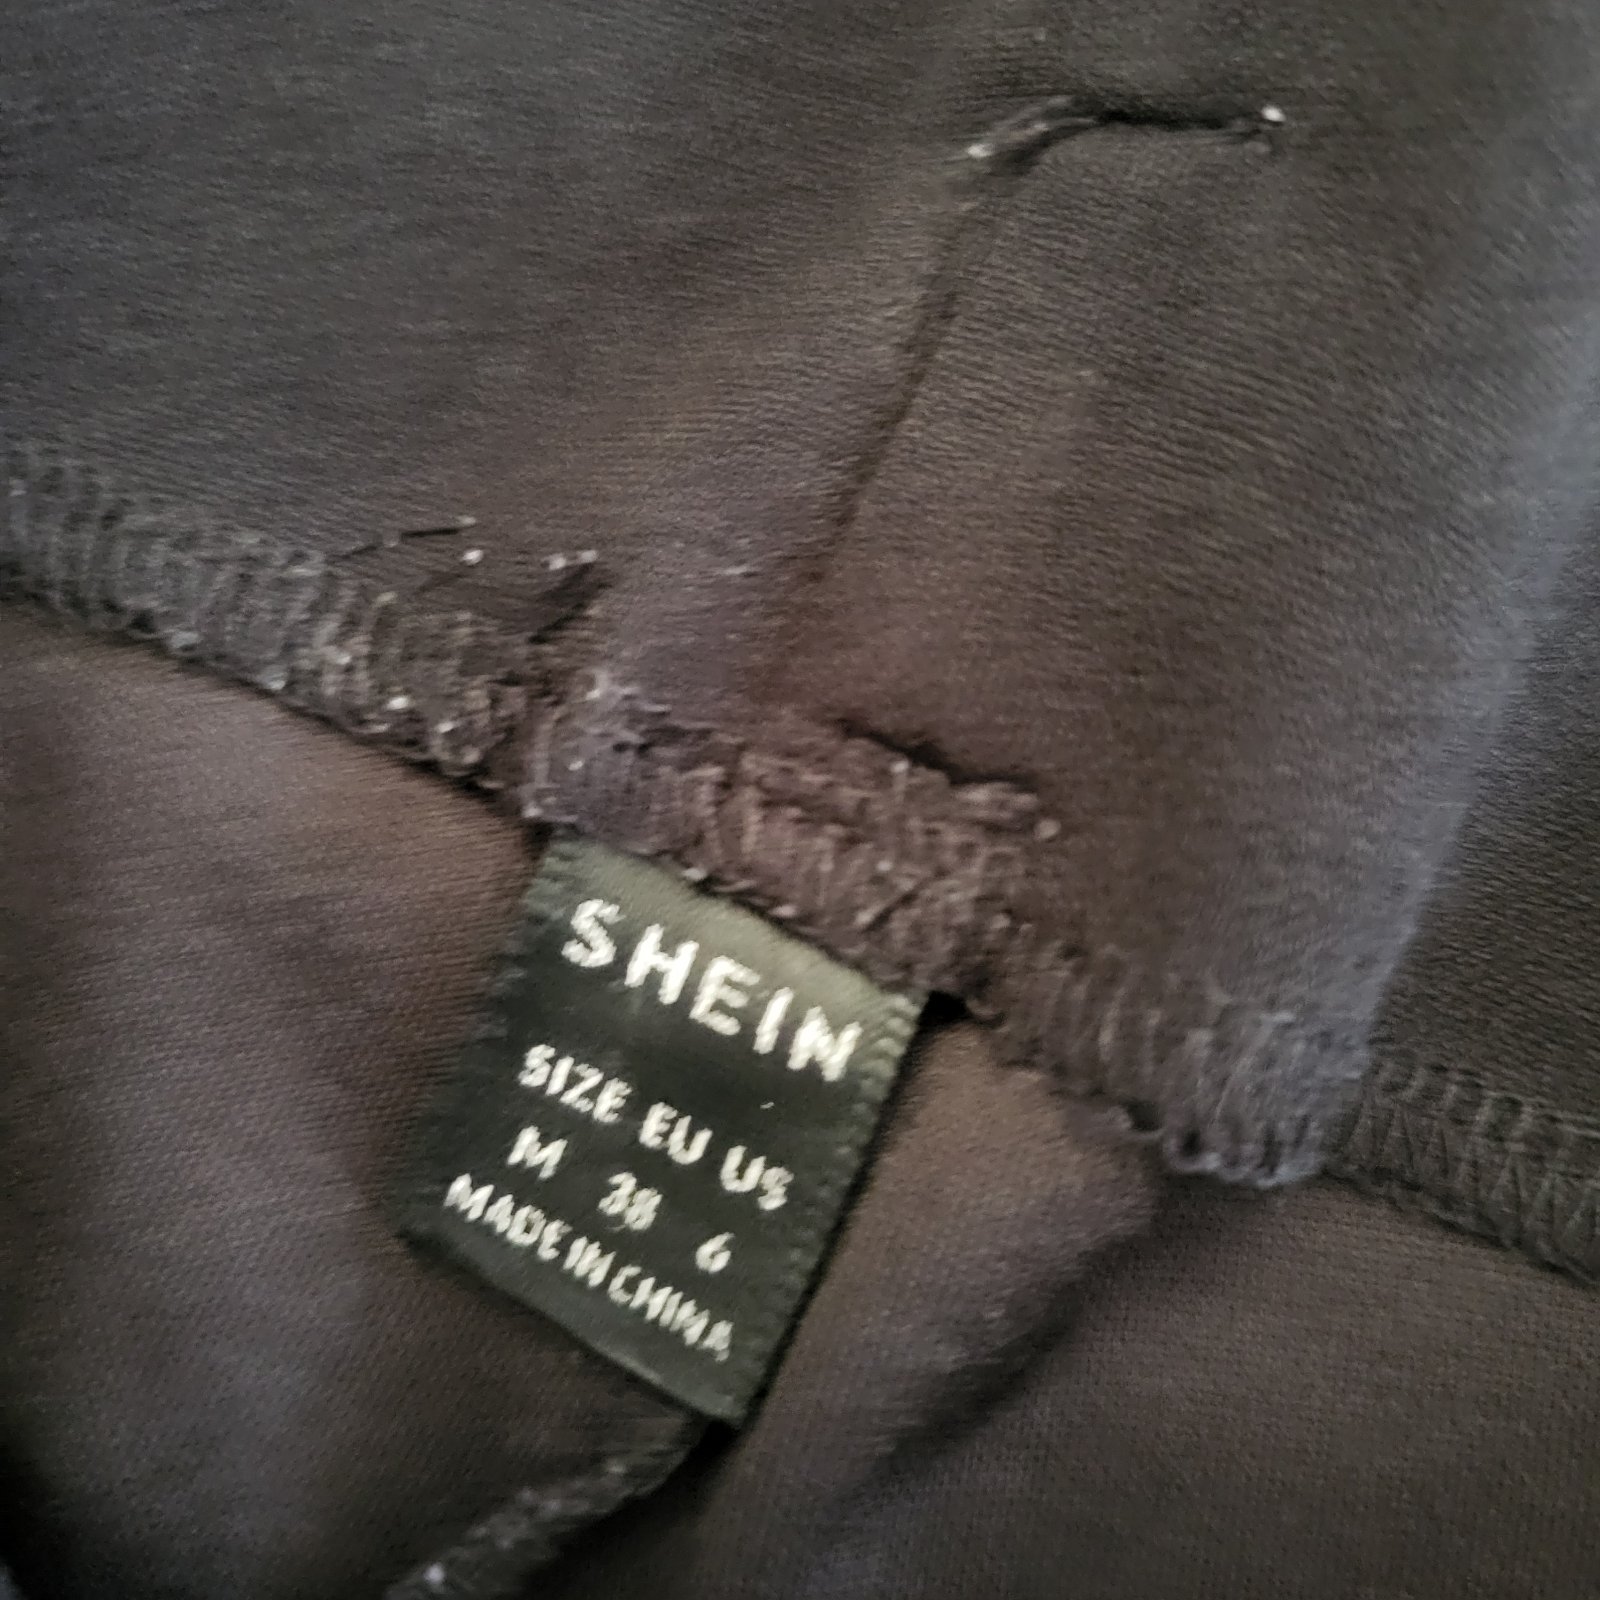 SHEIN
SIZE EU US
M 38 6
MADE IN CHINA